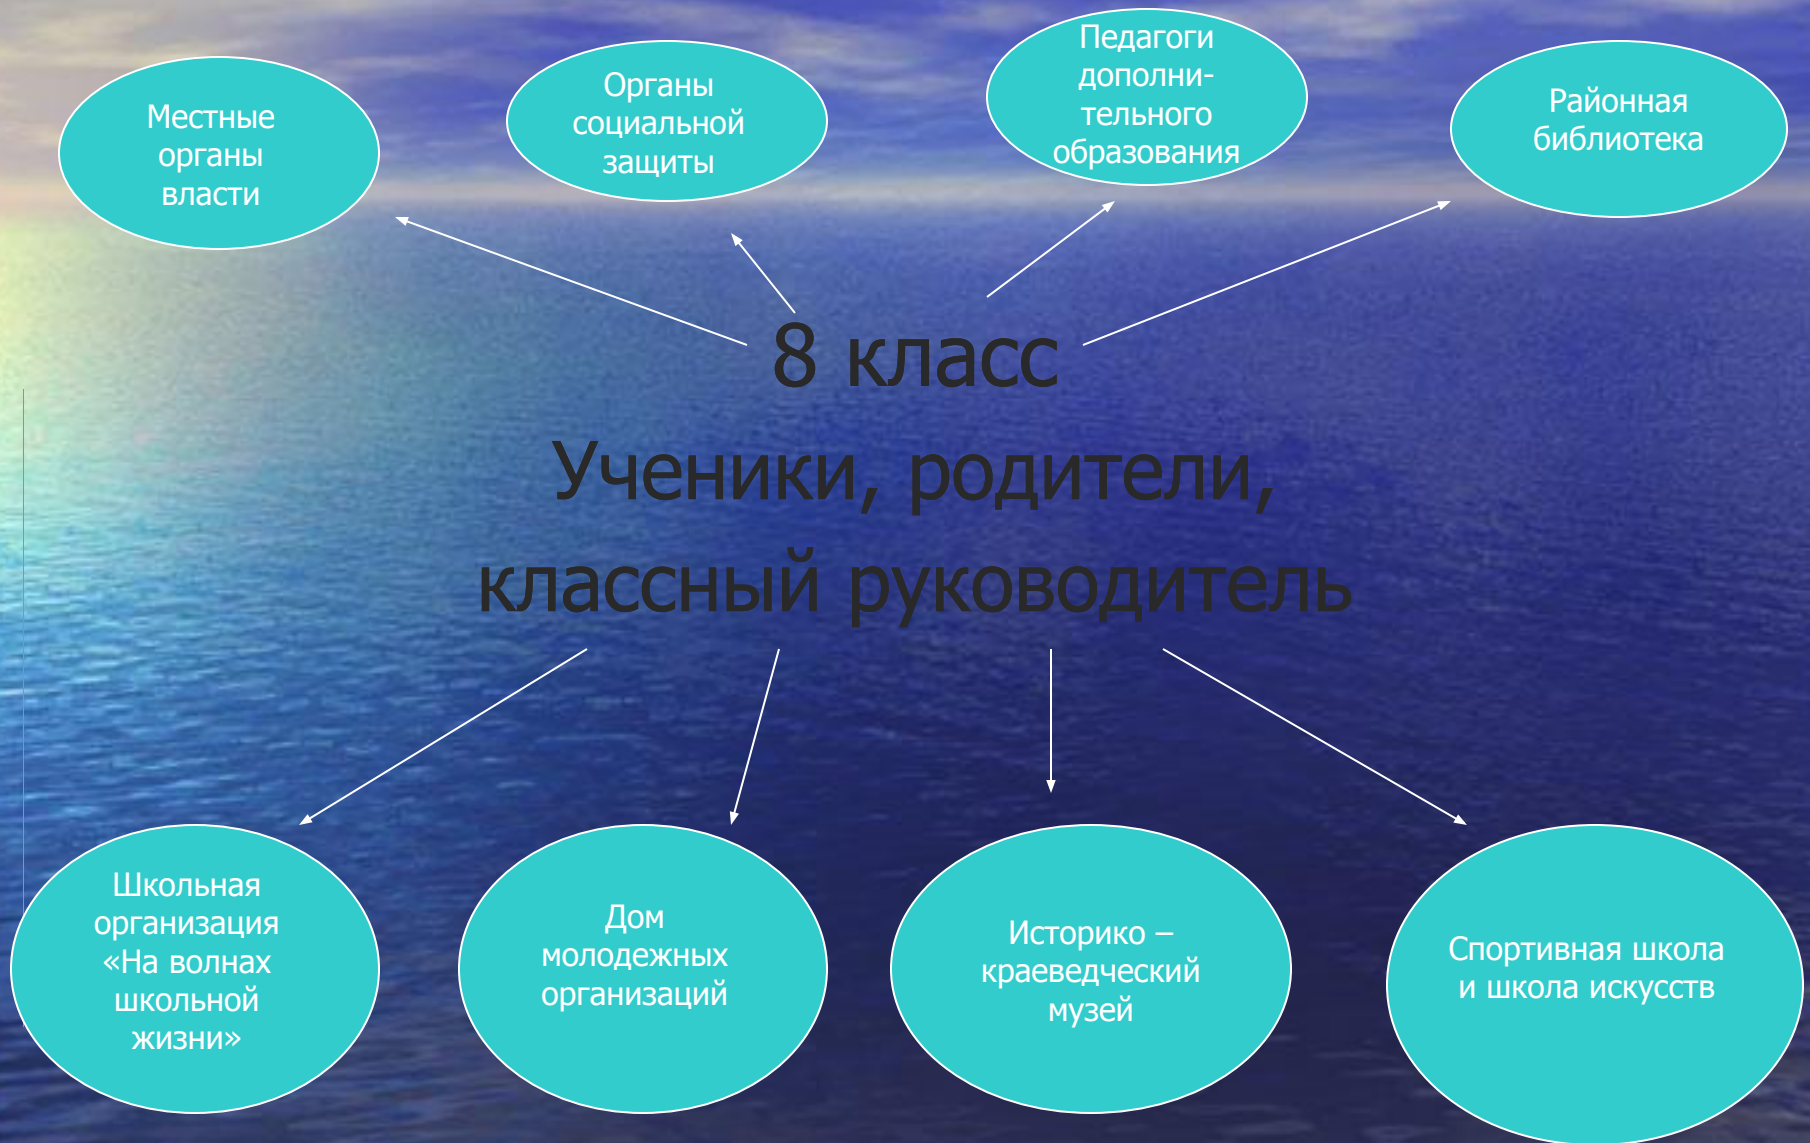 Местные
органы
власти
Органы
социальной
защиты
Педагоги
дополни-
тельного
образования
Районная
библиотека
8 класс
Ученики, родители,
классный руководитель
Школьная
организация
«На волнах
школьной
жизни»
Дом
молодежных
организаций
Историко –
краеведческий
музей
Спортивная школа
и школа искусств